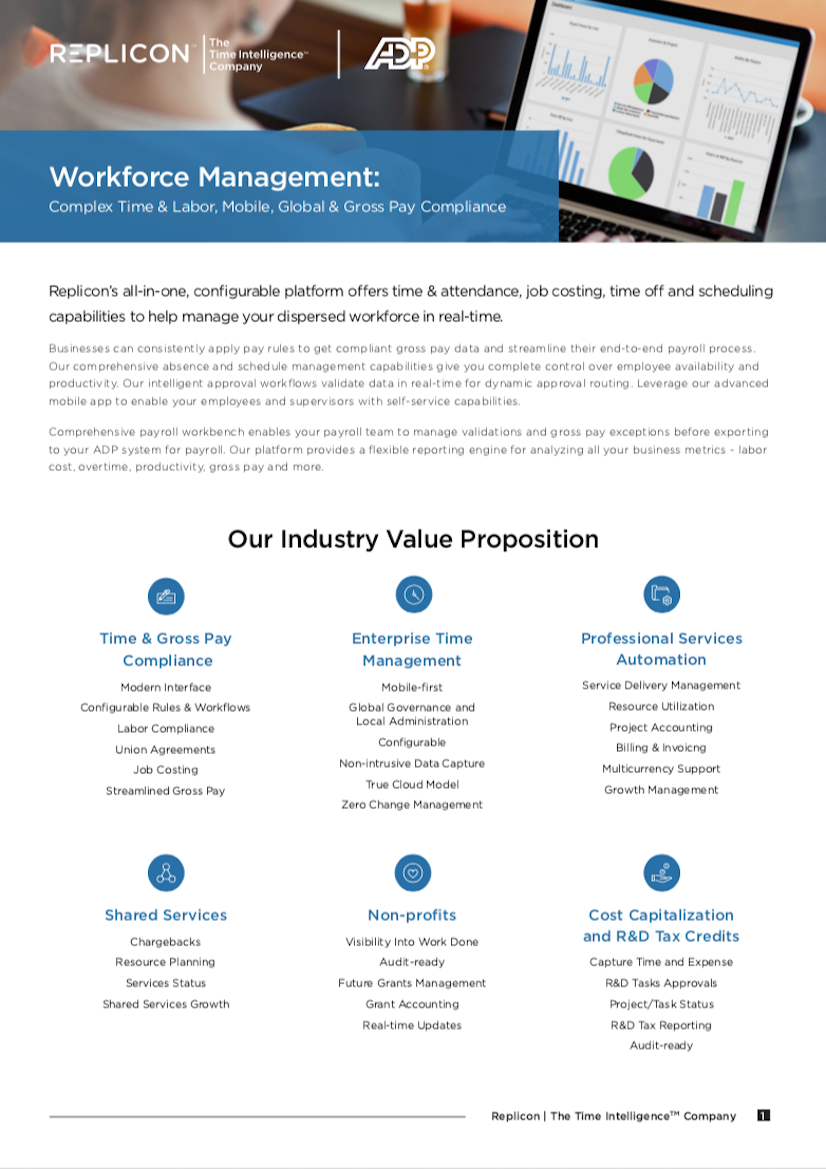 REPLICON™
The
Time Intelligence™
Company
ADP
Dashboard
Workforce Management:
Complex Time & Labor, Mobile, Global & Gross Pay Compliance
Replicon's all-in-one, configurable platform offers time & attendance, job costing, time off and scheduling
capabilities to help manage your dispersed workforce in real-time.
Businesses can consistently apply pay rules to get compliant gross pay data and streamline their end-to-end payroll process.
Our comprehensive absence and schedule management capabilities give you complete control over employee availability and
productivity. Our intelligent approval workflows validate data in real-time for dynamic approval routing. Leverage our advanced
mobile app to enable your employees and supervisors with self-service capabilities.
Comprehensive payroll workbench enables your payroll team to manage validations and gross pay exceptions before exporting
to your ADP system for payroll. Our platform provides a flexible reporting engine for analyzing all your business metrics - labor
cost, overtime, productivity, gross pay and more.
Our Industry Value Proposition
Time & Gross Pay
Compliance
Modern Interface
Configurable Rules & Workflows
Labor Compliance
Union Agreements
Job Costing
Streamlined Gross Pay
Enterprise Time
Management
Mobile-first
Global Governance and
Local Administration
Configurable
Non-intrusive Data Capture
True Cloud Model
Zero Change Management
Professional Services
Automation
Service Delivery Management
Resource Utilization
Project Accounting
Billing & Invoicng
Multicurrency Support
Growth Management
Shared Services
Chargebacks
Resource Planning
Services Status
Shared Services Growth
Non-profits
Visibility Into Work Done
Audit-ready
Future Grants Management
Grant Accounting
Real-time Updates
Cost Capitalization
and R&D Tax Credits
Capture Time and Expense
R&D Tasks Approvals
Project/Task Status
R&D Tax Reporting
Audit-ready
Replicon | The Time Intelligence™ Company 1